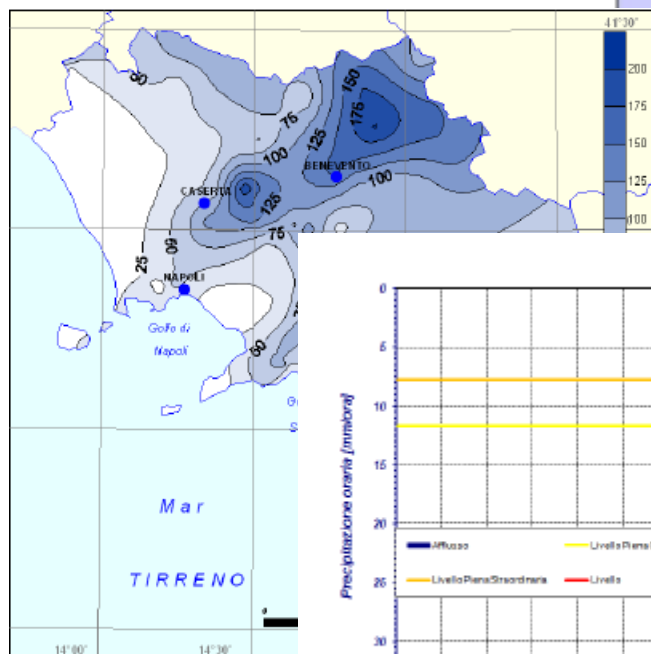 41°30'
200
175
150
125
100
90
150
175
75
125
100
BENEVENTO
CASERTA
125
100
75
60
25
NAPOLI
Golfo di
Napoli
50
Mar
TIRRENO
0
14°00'
14°30'
Precipitazione oraria [mm/ora]
0
5
10
15
20
25
30
Afflusso
Livello Piena
Livello Piena Straordinaria
Livello